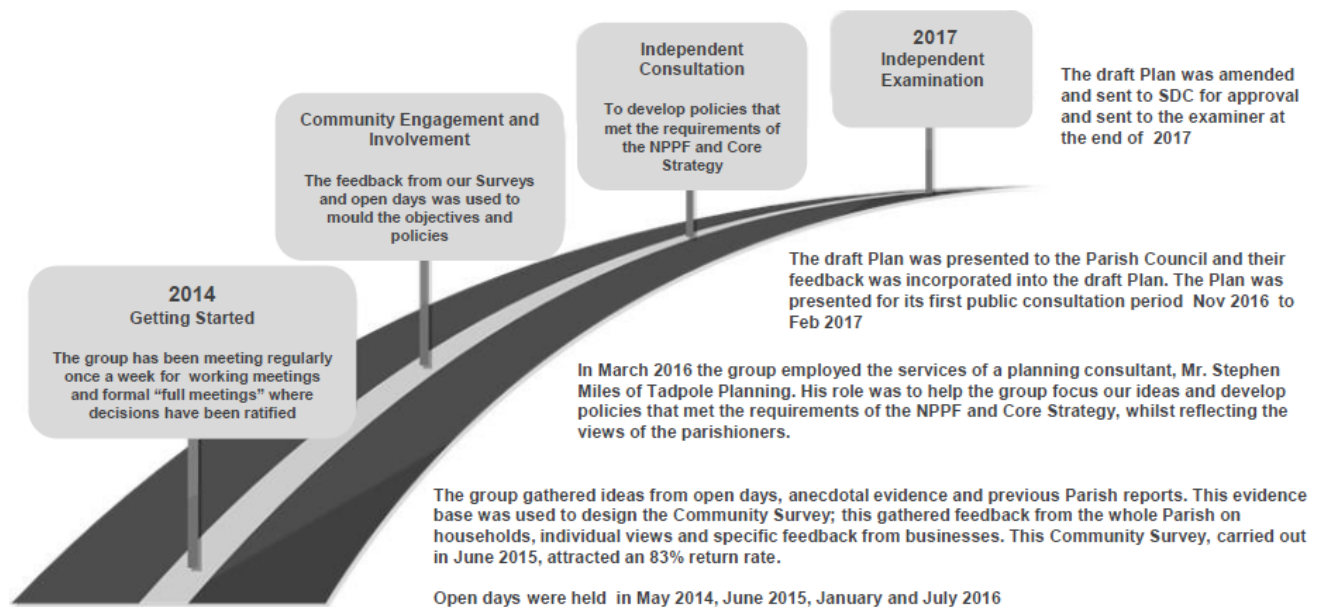 2014
Getting Started
The group has been meeting regularly
once a week for working meetings
and formal “full meetings” where
decisions have been ratified
Community Engagement and
Involvement
The feedback from our Surveys
and open days was used to
mould the objectives and
policies
Independent
Consultation
To develop policies that
met the requirements of
the NPPF and Core
Strategy
2017
Independent
Examination
The draft Plan was amended
and sent to SDC for approval
and sent to the examiner at
the end of 2017
The draft Plan was presented to the Parish Council and their
feedback was incorporated into the draft Plan. The Plan was
presented for its first public consultation period Nov 2016 to
Feb 2017
In March 2016 the group employed the services of a planning consultant, Mr. Stephen
Miles of Tadpole Planning. His role was to help the group focus our ideas and develop
policies that met the requirements of the NPPF and Core Strategy, whilst reflecting the
views of the parishioners.
The group gathered ideas from open days, anecdotal evidence and previous Parish reports. This evidence
base was used to design the Community Survey; this gathered feedback from the whole Parish on
households, individual views and specific feedback from businesses. This Community Survey, carried out
in June 2015, attracted an 83% return rate.
Open days were held in May 2014, June 2015, January and July 2016